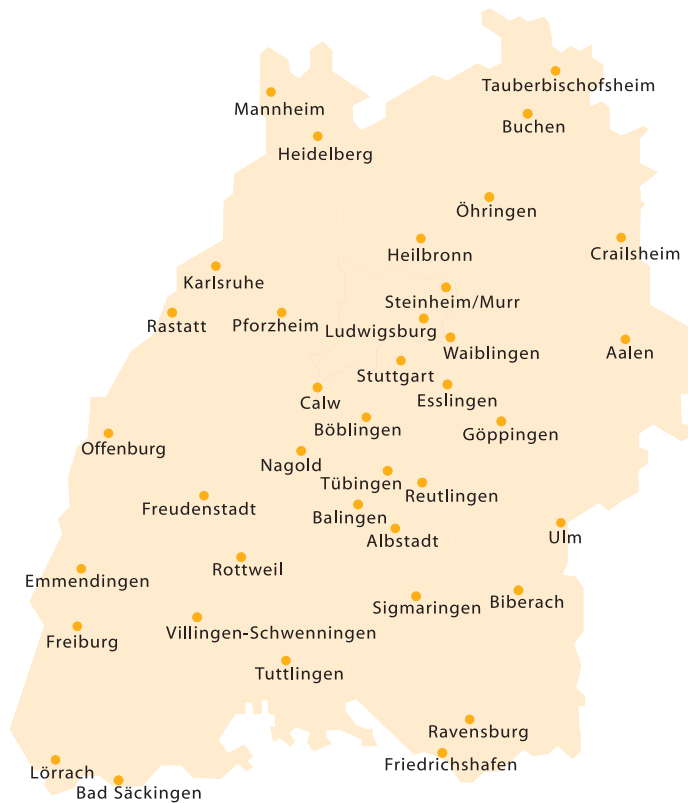 Tauberbischofsheim
Mannheim
Buchen
Heidelberg
Öhringen
Heilbronn
Crailsheim
Karlsruhe
Steinheim/Murr
Rastatt
Pforzheim
Ludwigsburg
Waiblingen
Aalen
Stuttgart
Esslingen
Calw
Böblingen
Göppingen
Offenburg
Nagold
Tübingen
Reutlingen
Freudenstadt
Balingen
Albstadt
Ulm
Rottweil
Emmendingen
Sigmaringen
Biberach
Villingen-Schwenningen
Freiburg
Tuttlingen
Ravensburg
Friedrichshafen
Lörrach
Bad Säckingen